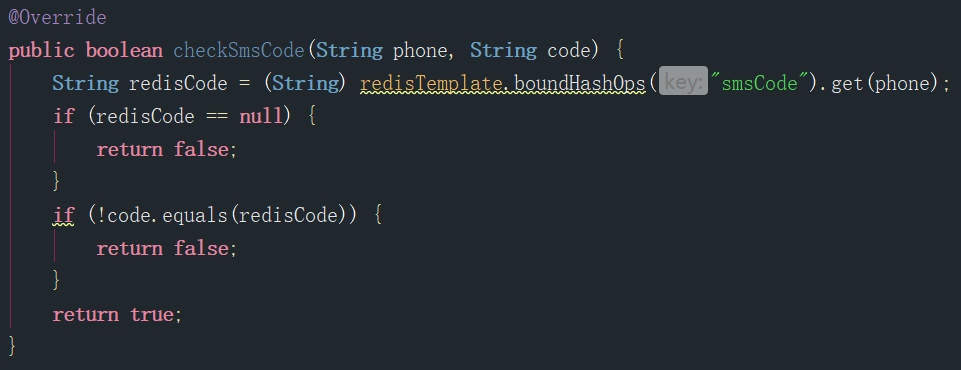 @Override
public boolean checkSmsCode(String phone, String code) {
    String redisCode = (String) redisTemplate.boundHashOps( key: "smsCode").get(phone);
    if (redisCode == null) {
        return false;
    }
    if (!code.equals(redisCode)) {
        return false;
    }
    return true;
}